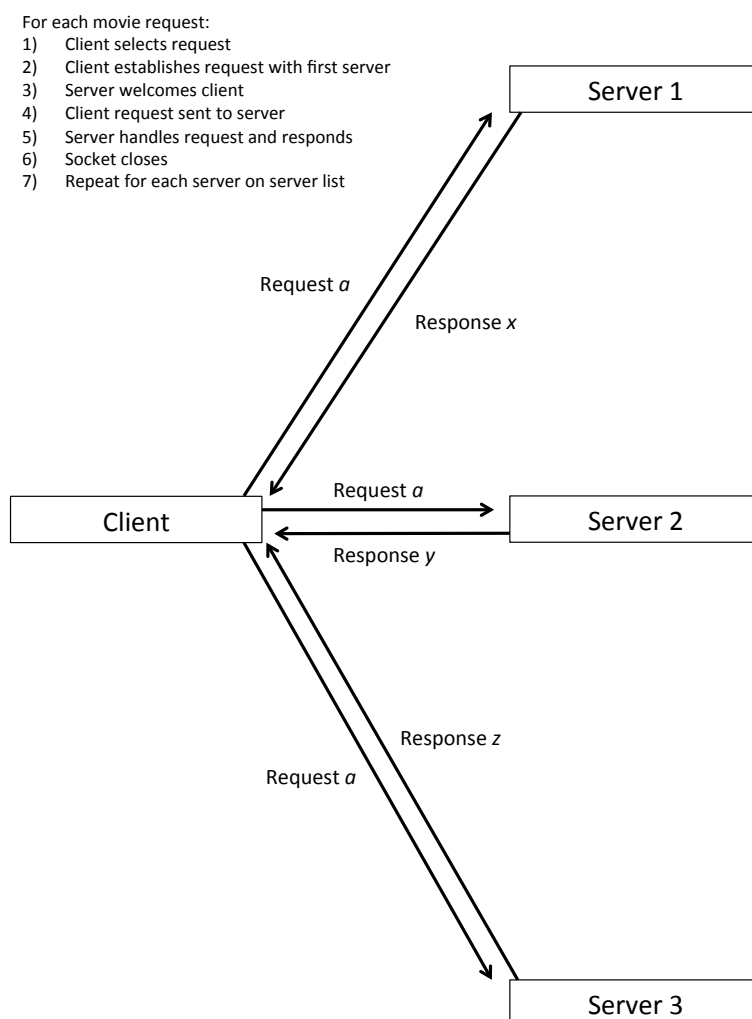 For each movie request:
1) Client selects request
2) Client establishes request with first server
3) Server welcomes client
4) Client request sent to server
5) Server handles request and responds
6) Socket closes
7) Repeat for each server on server list
Server 1
Request a
Response x
Client
Request a
Server 2
Response y
Response z
Request a
Server 3